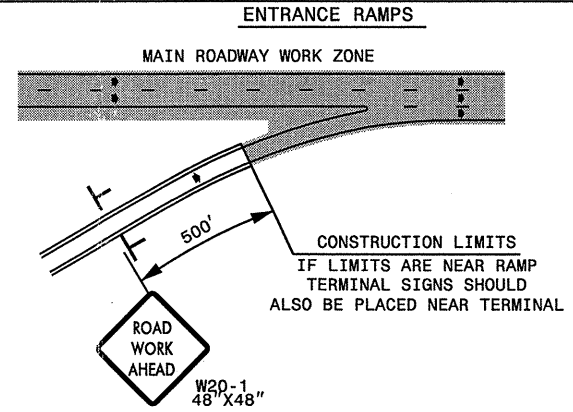 ENTRANCE RAMPS
MAIN ROADWAY WORK ZONE
500'
CONSTRUCTION LIMITS
IF LIMITS ARE NEAR RAMP
TERMINAL SIGNS SHOULD
ALSO BE PLACED NEAR TERMINAL
ROAD
WORK
AHEAD
W20-1
48"X48"